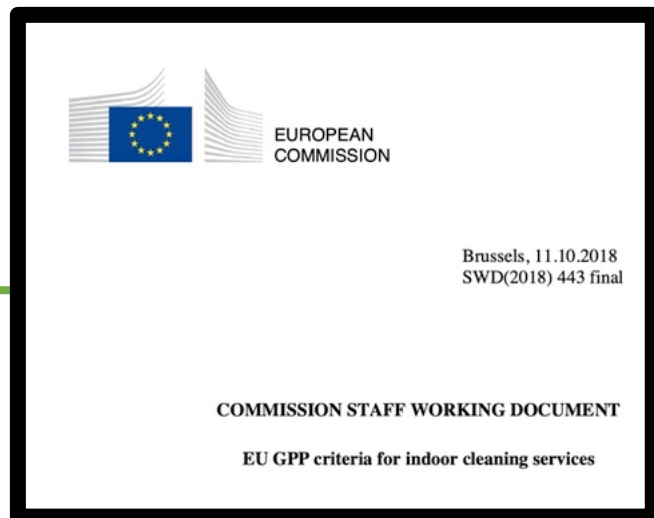 EUROPEAN
COMMISSION
Brussels, 11.10.2018
SWD(2018) 443 final
COMMISSION STAFF WORKING DOCUMENT
EU GPP criteria for indoor cleaning services